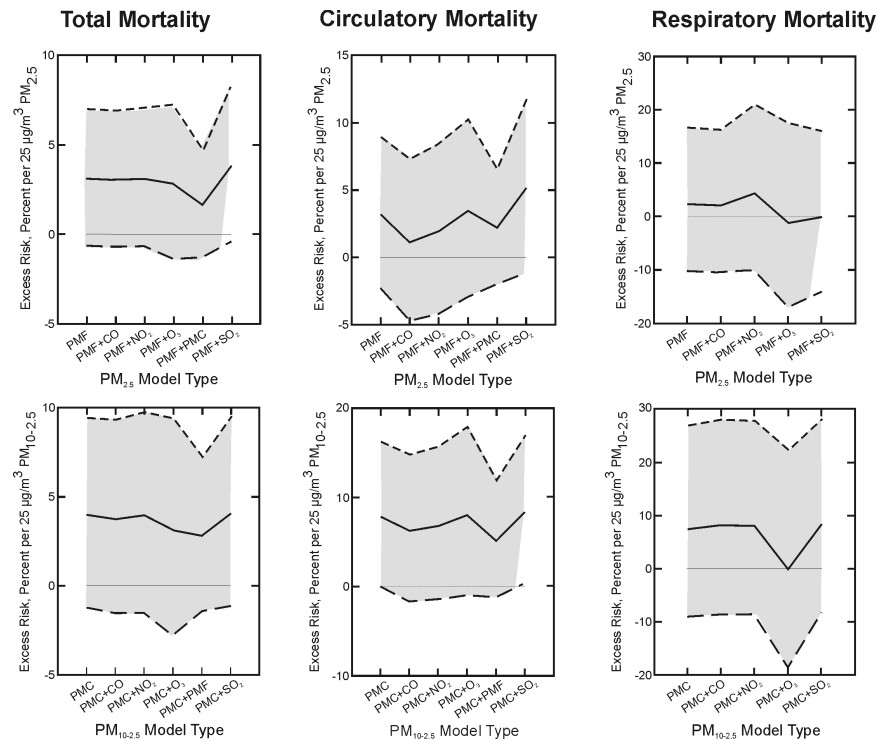 Total Mortality
Circulatory Mortality
Respiratory Mortality
Excess Risk, Percent per 25 µg/m³ PM₂.₅
10
5
0
-5
PMF
PMF+CO
PMF+NO₂
PMF+O₃
PMF+PMC
PMF+SO₂
PM₂.₅ Model Type
Excess Risk, Percent per 25 µg/m³ PM₂.₅
15
10
5
0
-5
PMF
PMF+CO
PMF+NO₂
PMF+O₃
PMF+PMC
PMF+SO₂
PM₂.₅ Model Type
Excess Risk, Percent per 25 µg/m³ PM₂.₅
30
20
10
0
-10
-20
PMF
PMF+CO
PMF+NO₂
PMF+O₃
PMF+SO₂
PM₂.₅ Model Type
Excess Risk, Percent per 25 µg/m³ PM₁₀₋₂.₅
10
5
0
-5
PMC
PMC+CO
PMC+NO₂
PMC+O₃
PMC+PMF
PMC+SO₂
PM₁₀₋₂.₅ Model Type
Excess Risk, Percent per 25 µg/m³ PM₁₀₋₂.₅
20
10
0
-10
PMC
PMC+CO
PMC+NO₂
PMC+O₃
PMC+PMF
PMC+SO₂
PM₁₀₋₂.₅ Model Type
Excess Risk, Percent per 25 µg/m³ PM₁₀₋₂.₅
30
20
10
0
-10
-20
PMC
PMC+CO
PMC+NO₂
PMC+O₃
PMC+SO₂
PM₁₀₋₂.₅ Model Type